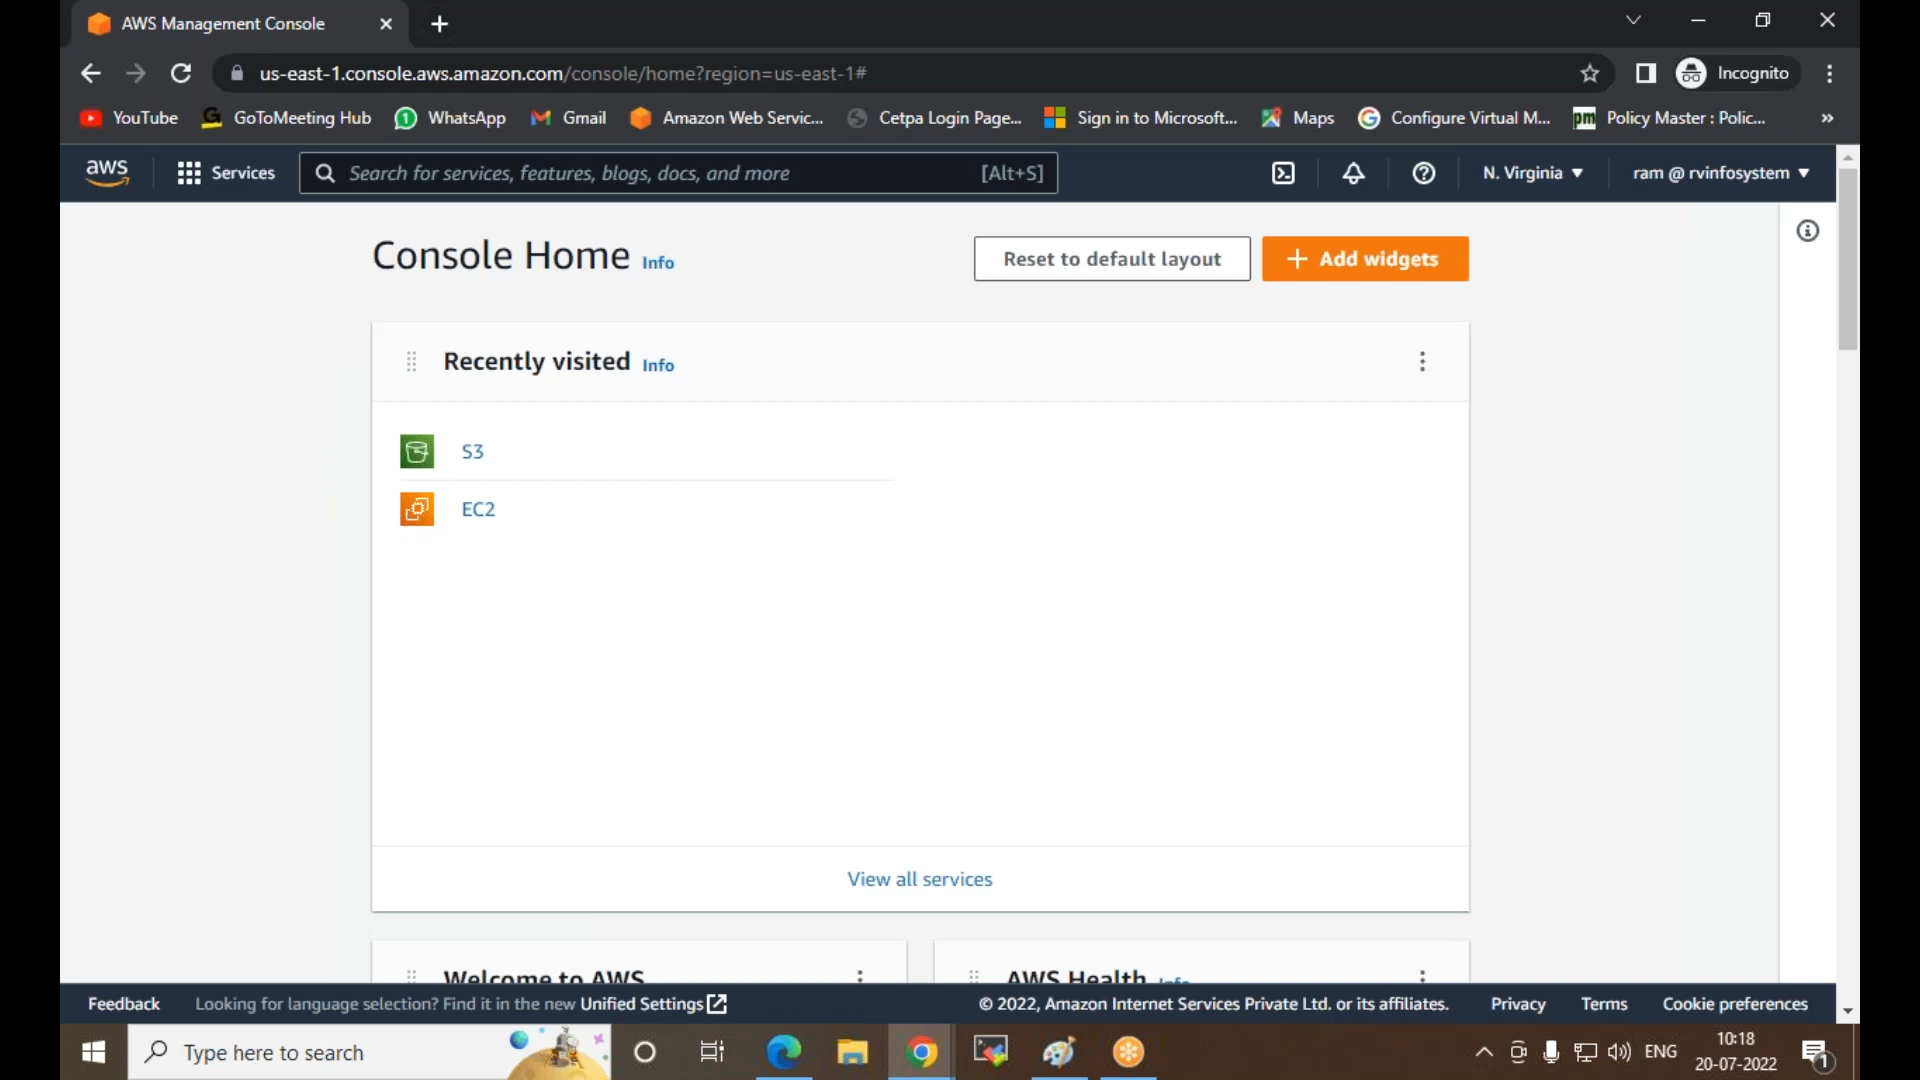 AWS Management Console
us-east-1.console.aws.amazon.com/console/home?region=us-east-1#
Incognito
YouTube GoToMeeting Hub WhatsApp Gmail Amazon Web Servic... Cetpa Login Page... Sign in to Microsoft... Maps Configure Virtual M... pm Policy Master : Polic... »
aws Services Search for services, features, blogs, docs, and more [Alt+S] N. Virginia ▼ ram @ rvinfosystem ▼
Console Home Info
Reset to default layout
+ Add widgets
Recently visited Info
S3
EC2
View all services
Welcome to AWS
AWS Health Info
Feedback Looking for language selection? Find it in the new Unified Settings © 2022, Amazon Internet Services Private Ltd. or its affiliates. Privacy Terms Cookie preferences
Type here to search
ENG
10:18
20-07-2022
1